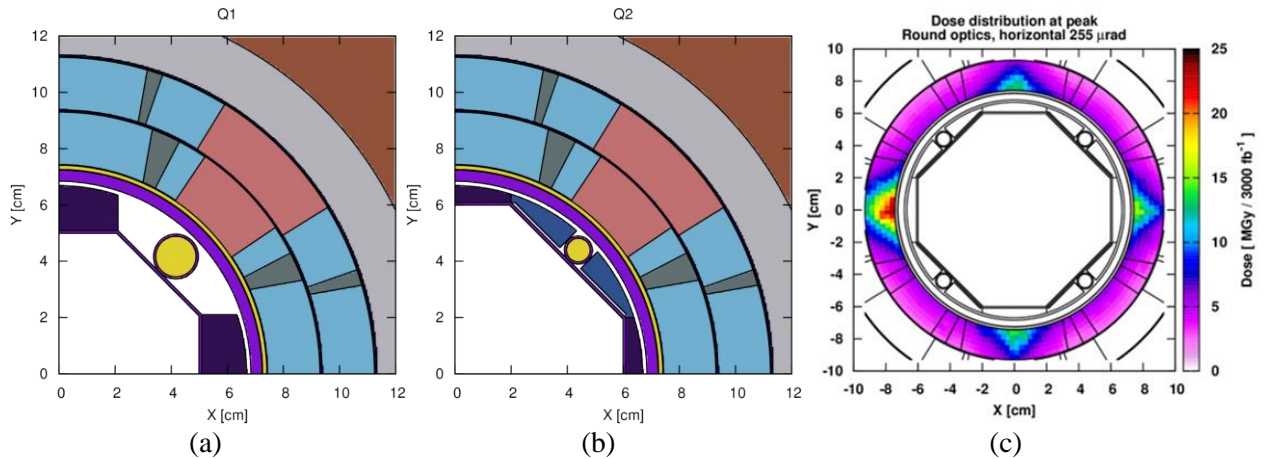 Q1
12
10
8
6
4
2
0
Y [cm]
0 2 4 6 8 10 12
X [cm]
(a)
Q2
12
10
8
6
4
2
0
Y [cm]
0 2 4 6 8 10 12
X [cm]
(b)
Dose distribution at peak
Round optics, horizontal 255 μrad
10
8
6
4
2
0
-2
-4
-6
-8
-10
Y [cm]
-10 -8 -6 -4 -2 0 2 4 6 8 10
X [cm]
25
20
15
10
5
0
Dose [ MGy / 3000 fb⁻¹ ]
(c)